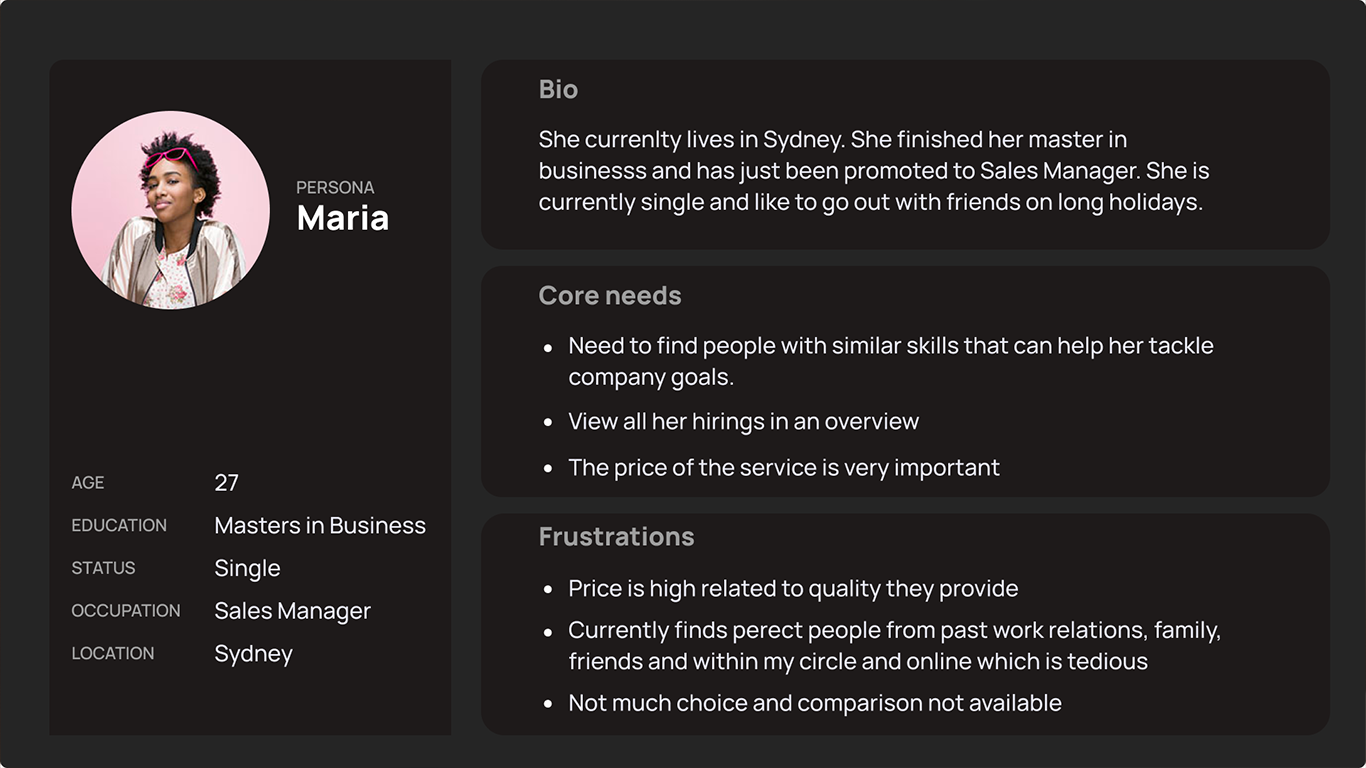 PERSONA
Maria
AGE 27
EDUCATION Masters in Business
STATUS Single
OCCUPATION Sales Manager
LOCATION Sydney
Bio
She currenlty lives in Sydney. She finished her master in
businesss and has just been promoted to Sales Manager. She is
currently single and like to go out with friends on long holidays.
Core needs
• Need to find people with similar skills that can help her tackle
company goals.
• View all her hirings in an overview
• The price of the service is very important
Frustrations
• Price is high related to quality they provide
• Currently finds perect people from past work relations, family,
friends and within my circle and online which is tedious
• Not much choice and comparison not available